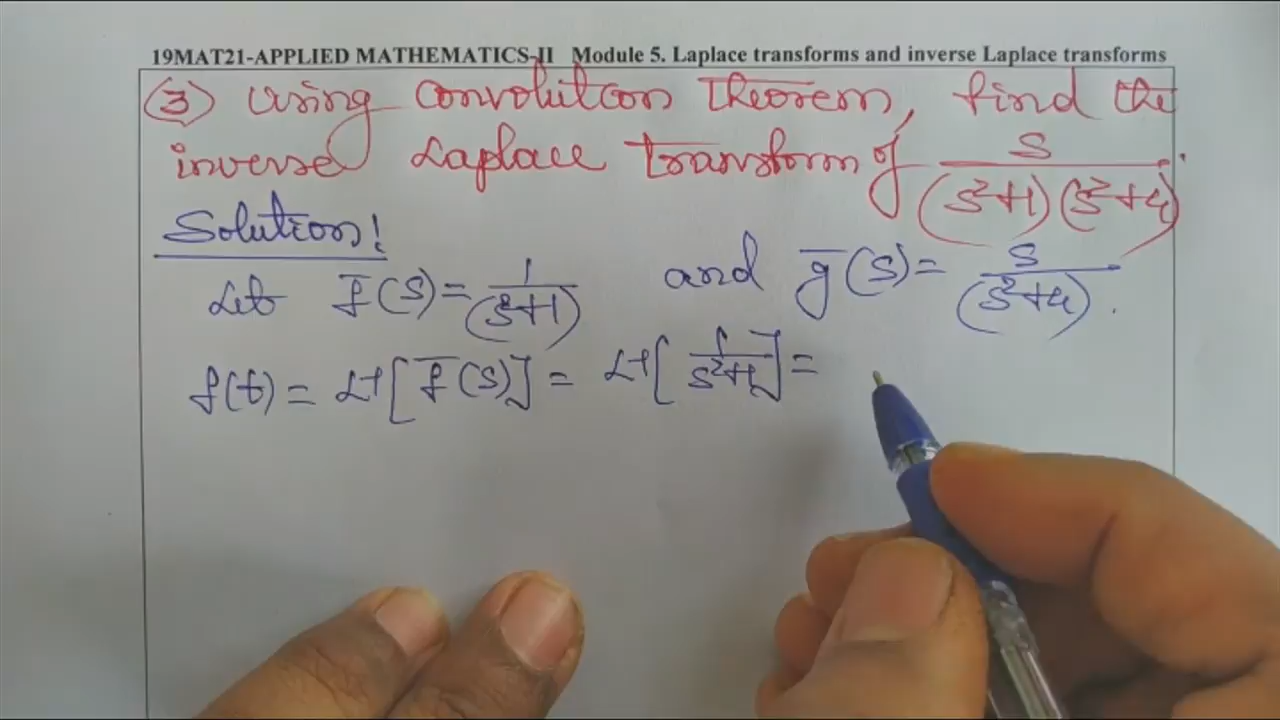 19MAT21-APPLIED MATHEMATICS-II Module 5. Laplace transforms and inverse Laplace transforms
(3) Using Convolution Theorem, find the
inverse Laplace transform of s/((s²+1)(s²+4)).
Solution:
Let f̄(s) = 1/(s²+1) and ḡ(s) = s/(s²+4).
f(t) = L⁻¹[f̄(s)] = L⁻¹[1/(s²+1)] =